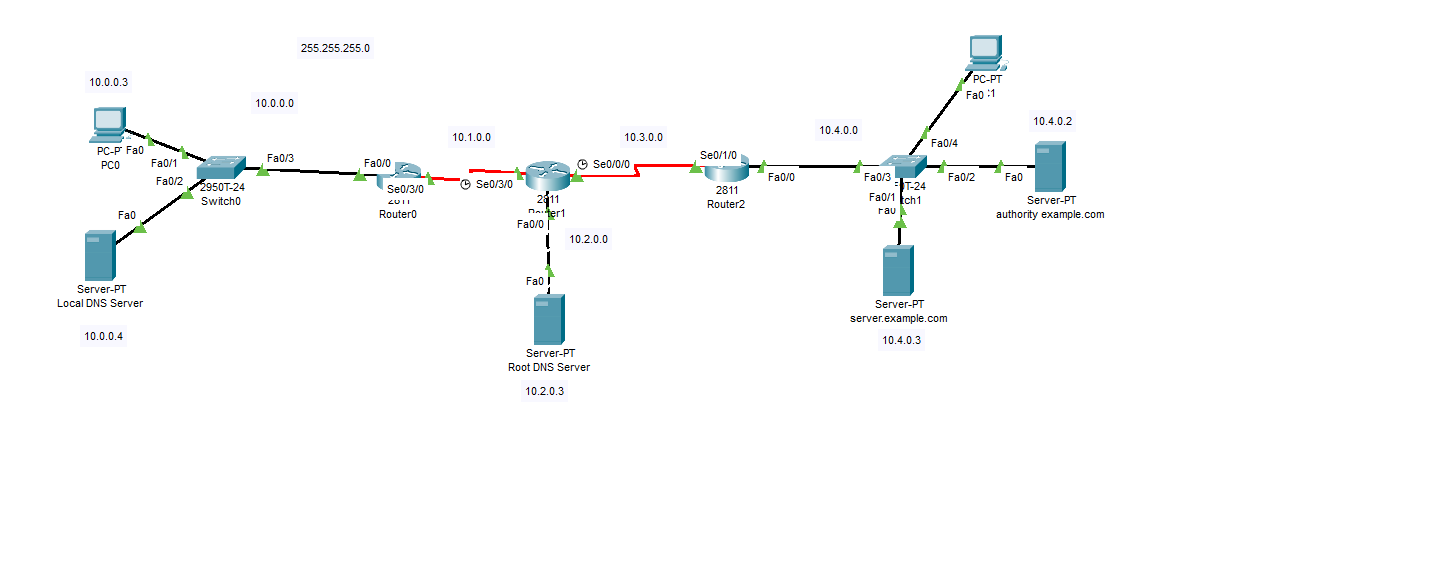 255.255.255.0
10.0.0.3
10.0.0.0
PC-PT
Fa0
PC0
Fa0/1
Fa0/2
Fa0/3
2950T-24
Switch0
Fa0
Server-PT
Local DNS Server
10.0.0.4
10.1.0.0
Fa0/0
Se0/3/0
2811
Router0
Se0/3/0
Se0/0/0
2811
Router1
Fa0/0
10.2.0.0
Fa0
Server-PT
Root DNS Server
10.2.0.3
10.3.0.0
Se0/1/0
2811
Router2
Fa0/0
10.4.0.0
Fa0/3
Fa0/4
Fa0/2
Fa0/1
Fa0
T-24
tch1
PC-PT
Fa0
:1
10.4.0.2
Fa0
Server-PT
authority example.com
Server-PT
server.example.com
10.4.0.3